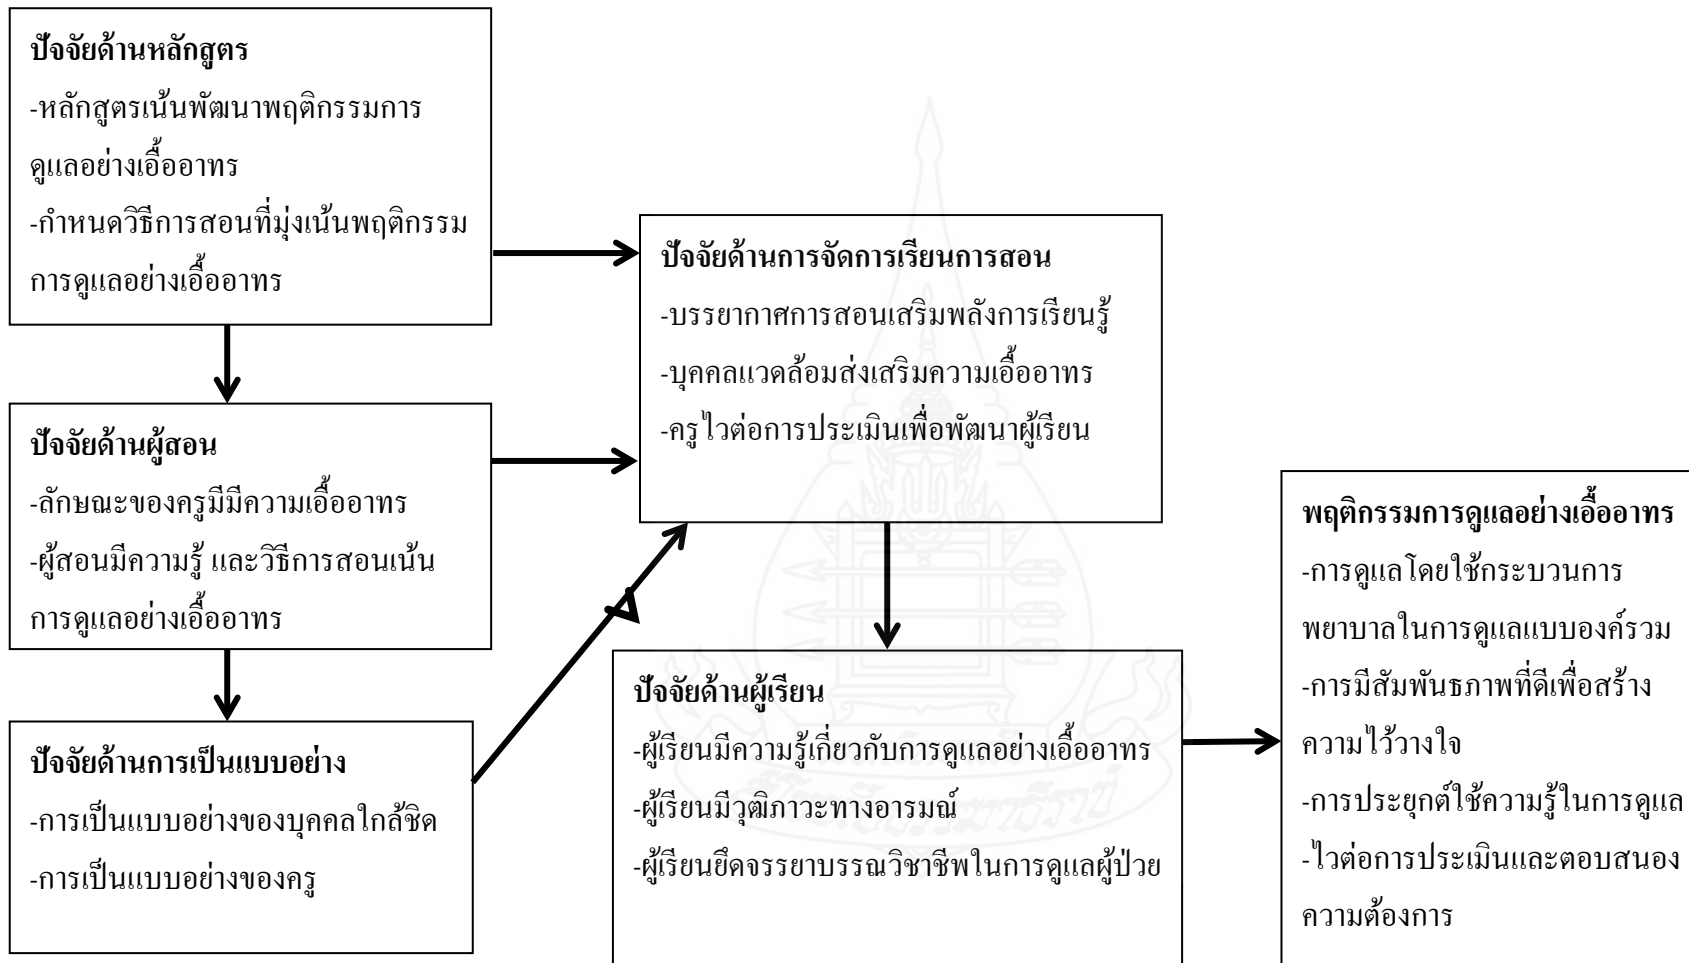 ปัจจัยด้านหลักสูตร
-หลักสูตรเน้นพัฒนาพฤติกรรมการ
ดูแลอย่างเอื้ออาทร
-กำหนดวิธีการสอนที่มุ่งเน้นพฤติกรรม
การดูแลอย่างเอื้ออาทร
ปัจจัยด้านผู้สอน
-ลักษณะของครูมีมีความเอื้ออาทร
-ผู้สอนมีความรู้ และวิธีการสอนเน้น
การดูแลอย่างเอื้ออาทร
ปัจจัยด้านการเป็นแบบอย่าง
-การเป็นแบบอย่างของบุคคลใกล้ชิด
-การเป็นแบบอย่างของครู
ปัจจัยด้านการจัดการเรียนการสอน
-บรรยากาศการสอนเสริมพลังการเรียนรู้
-บุคคลแวดล้อมส่งเสริมความเอื้ออาทร
-ครูไวต่อการประเมินเพื่อพัฒนาผู้เรียน
ปัจจัยด้านผู้เรียน
-ผู้เรียนมีความรู้เกี่ยวกับการดูแลอย่างเอื้ออาทร
-ผู้เรียนมีวุฒิภาวะทางอารมณ์
-ผู้เรียนยึดจรรยาบรรณวิชาชีพในการดูแลผู้ป่วย
พฤติกรรมการดูแลอย่างเอื้ออาทร
-การดูแลโดยใช้กระบวนการ
พยาบาลในการดูแลแบบองค์รวม
-การมีสัมพันธภาพที่ดีเพื่อสร้าง
ความไว้วางใจ
-การประยุกต์ใช้ความรู้ในการดูแล
-ไวต่อการประเมินและตอบสนอง
ความต้องการ